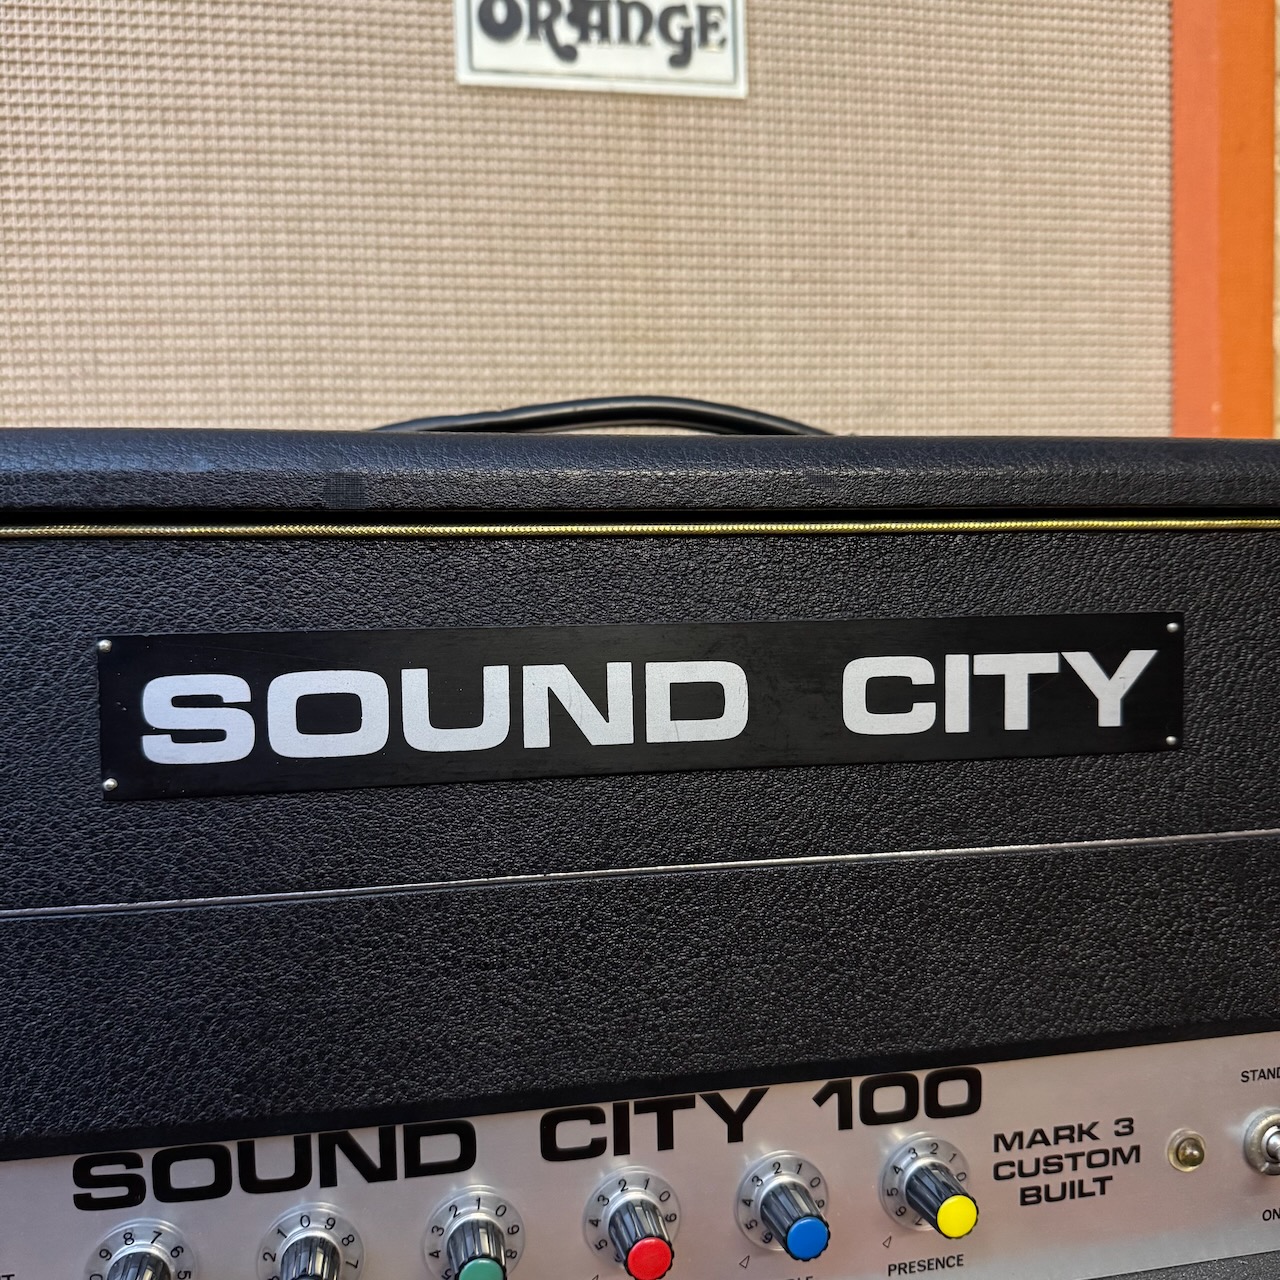 ORANGE
SOUND CITY
SOUND CITY 100
MARK 3
CUSTOM
BUILT
PRESENCE